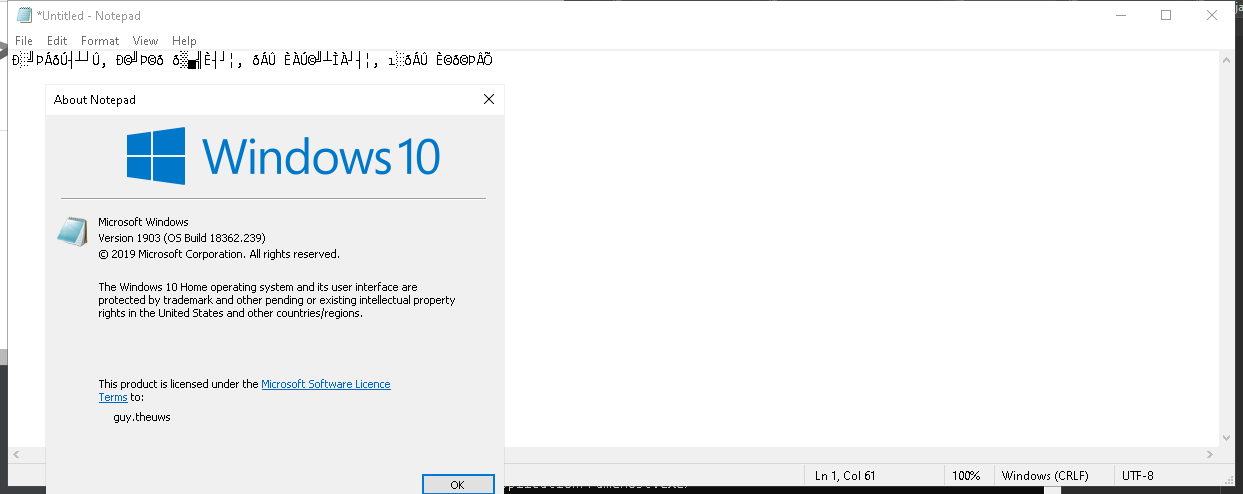 *Untitled - Notepad
File Edit Format View Help
Ð░╝ÞÁðÚ┤┴┘Û, Ð©╝Þ©ð ð▒▄╣È┤┘¦, ðÁÛ ÈÀÚ©╝┴ÌÀ┘┤¦, ı░ðÁÛ È©ð©ÞÂÕ
About Notepad
Windows 10
Microsoft Windows
Version 1903 (OS Build 18362.239)
© 2019 Microsoft Corporation. All rights reserved.
The Windows 10 Home operating system and its user interface are
protected by trademark and other pending or existing intellectual property
rights in the United States and other countries/regions.
This product is licensed under the Microsoft Software Licence
Terms to:
guy.theuws
OK
Ln 1, Col 61 100% Windows (CRLF) UTF-8